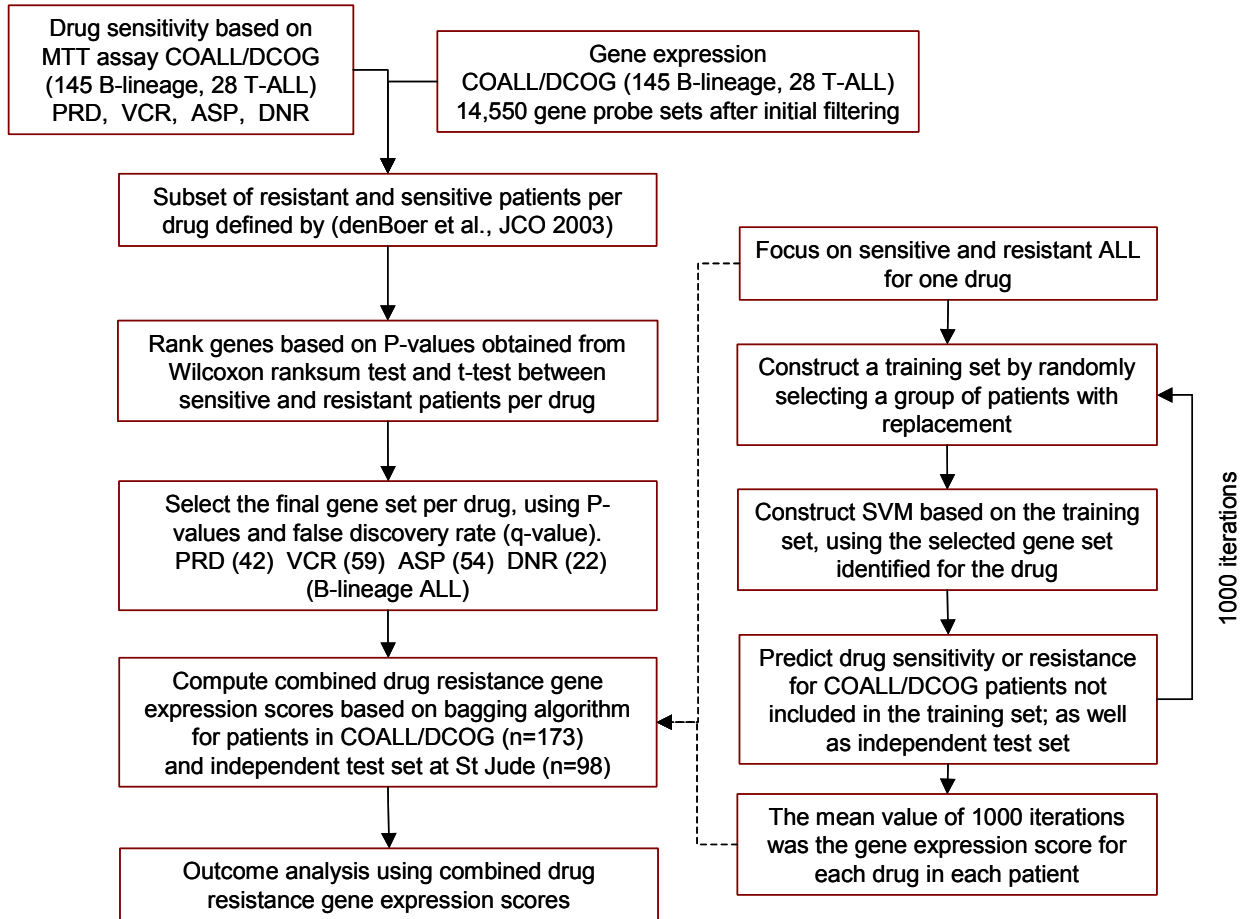 Drug sensitivity based on
MTT assay COALL/DCOG
(145 B-lineage, 28 T-ALL)
PRD, VCR, ASP, DNR
Gene expression
COALL/DCOG (145 B-lineage, 28 T-ALL)
14,550 gene probe sets after initial filtering
Subset of resistant and sensitive patients per
drug defined by (denBoer et al., JCO 2003)
Rank genes based on P-values obtained from
Wilcoxon ranksum test and t-test between
sensitive and resistant patients per drug
Select the final gene set per drug, using P-
values and false discovery rate (q-value).
PRD (42) VCR (59) ASP (54) DNR (22)
(B-lineage ALL)
Compute combined drug resistance gene
expression scores based on bagging algorithm
for patients in COALL/DCOG (n=173)
and independent test set at St Jude (n=98)
Outcome analysis using combined drug
resistance gene expression scores
Focus on sensitive and resistant ALL
for one drug
Construct a training set by randomly
selecting a group of patients with
replacement
Construct SVM based on the training
set, using the selected gene set
identified for the drug
Predict drug sensitivity or resistance
for COALL/DCOG patients not
included in the training set; as well
as independent test set
The mean value of 1000 iterations
was the gene expression score for
each drug in each patient
1000 iterations